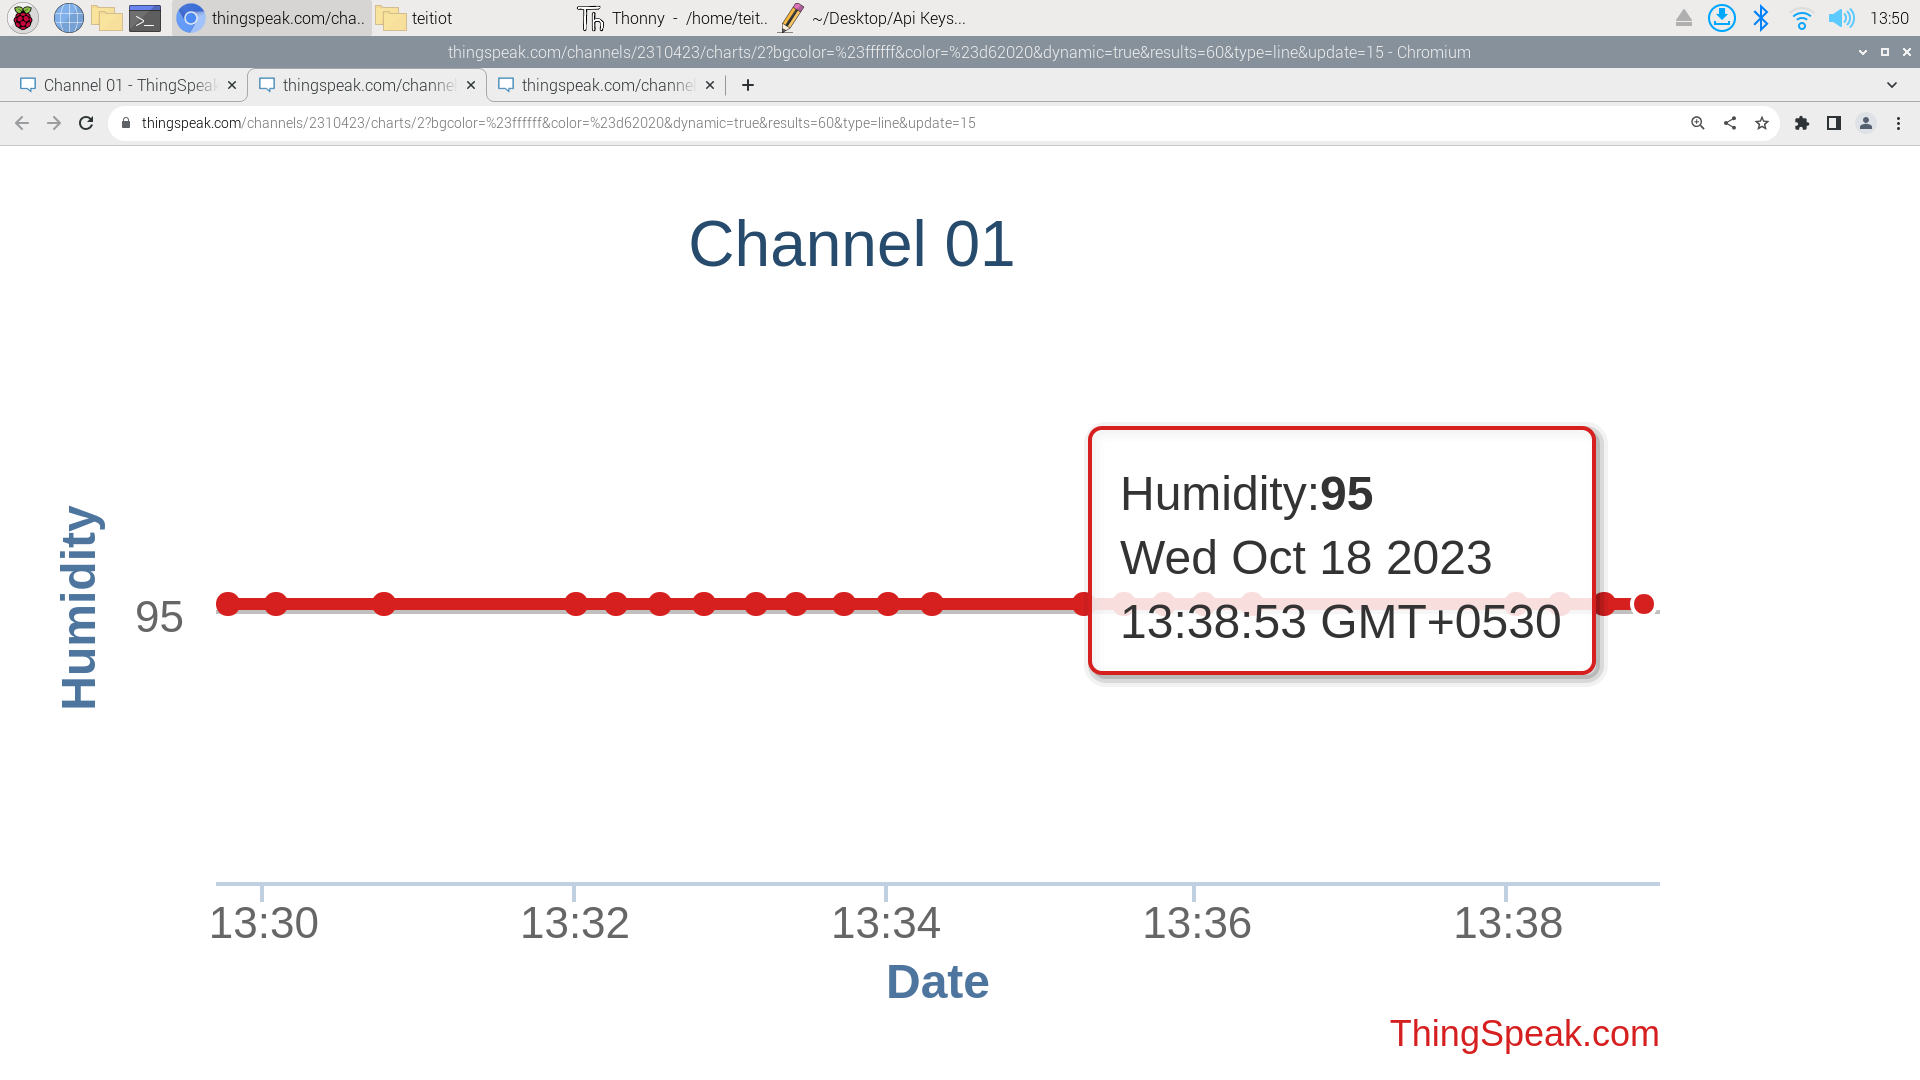 thingspeak.com/cha..
teitiot
Thonny - /home/teit..
~/Desktop/Api Keys...
13:50
thingspeak.com/channels/2310423/charts/2?bgcolor=%23ffffff&color=%23d62020&dynamic=true&results=60&type=line&update=15 - Chromium
Channel 01 - ThingSpeak
thingspeak.com/channel
thingspeak.com/channel
thingspeak.com/channels/2310423/charts/2?bgcolor=%23ffffff&color=%23d62020&dynamic=true&results=60&type=line&update=15
Channel 01
Humidity:95
Wed Oct 18 2023
13:38:53 GMT+0530
Humidity
95
13:30
13:32
13:34
13:36
13:38
Date
ThingSpeak.com